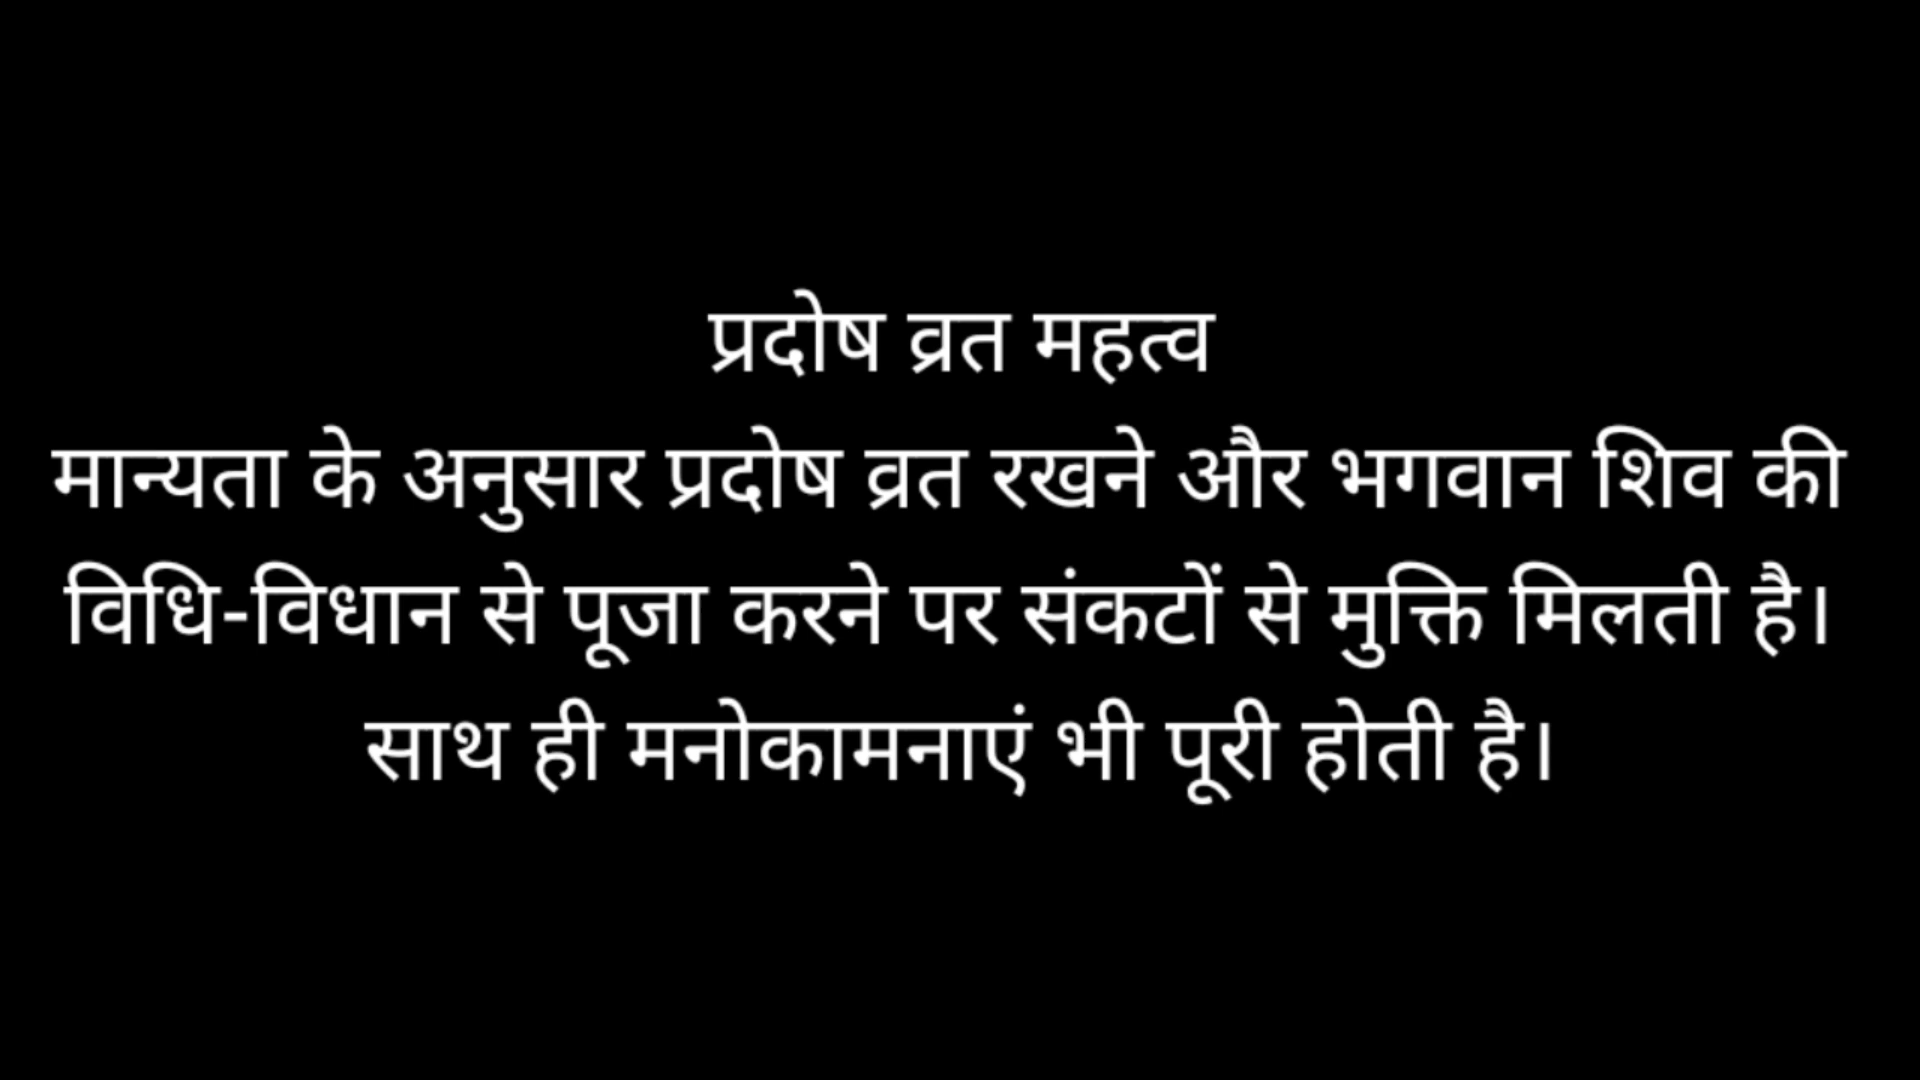 प्रदोष व्रत महत्व
मान्यता के अनुसार प्रदोष व्रत रखने और भगवान शिव की
विधि-विधान से पूजा करने पर संकटों से मुक्ति मिलती है।
साथ ही मनोकामनाएं भी पूरी होती है।